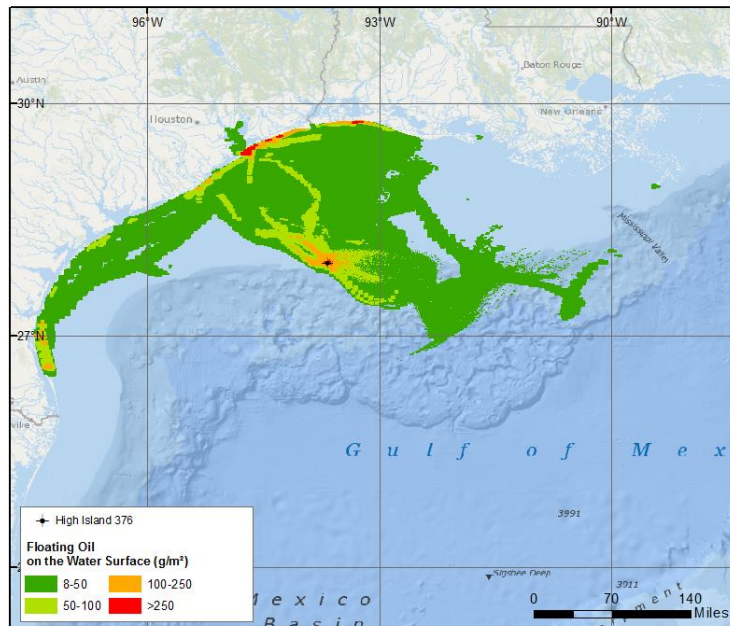 96°W
93°W
90°W
Austin
Baton Rouge
30°N
Houston
New Orleans
Mississippi Valley
27°N
ville
Gulf of Mex
High Island 376
Floating Oil
on the Water Surface (g/m²)
8-50
100-250
50-100
>250
3991
Sigsbee Deep
3911
Mexico
Basin
0
70
140
Miles